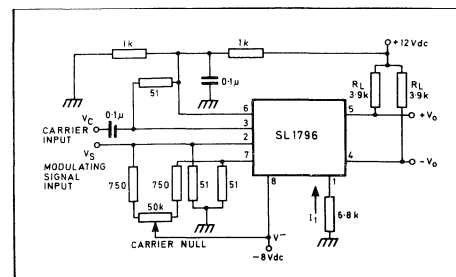 1k
1k
+12Vdc
0·1μ
51
RL
3·9k
RL
3·9k
VC
0·1μ
CARRIER
INPUT
6
3
2
7
SL1796
5
4
+Vo
-Vo
VS
MODULATING
SIGNAL
INPUT
750
750
51
51
8
1
I1
6·8k
50k
CARRIER NULL
V−
-8Vdc